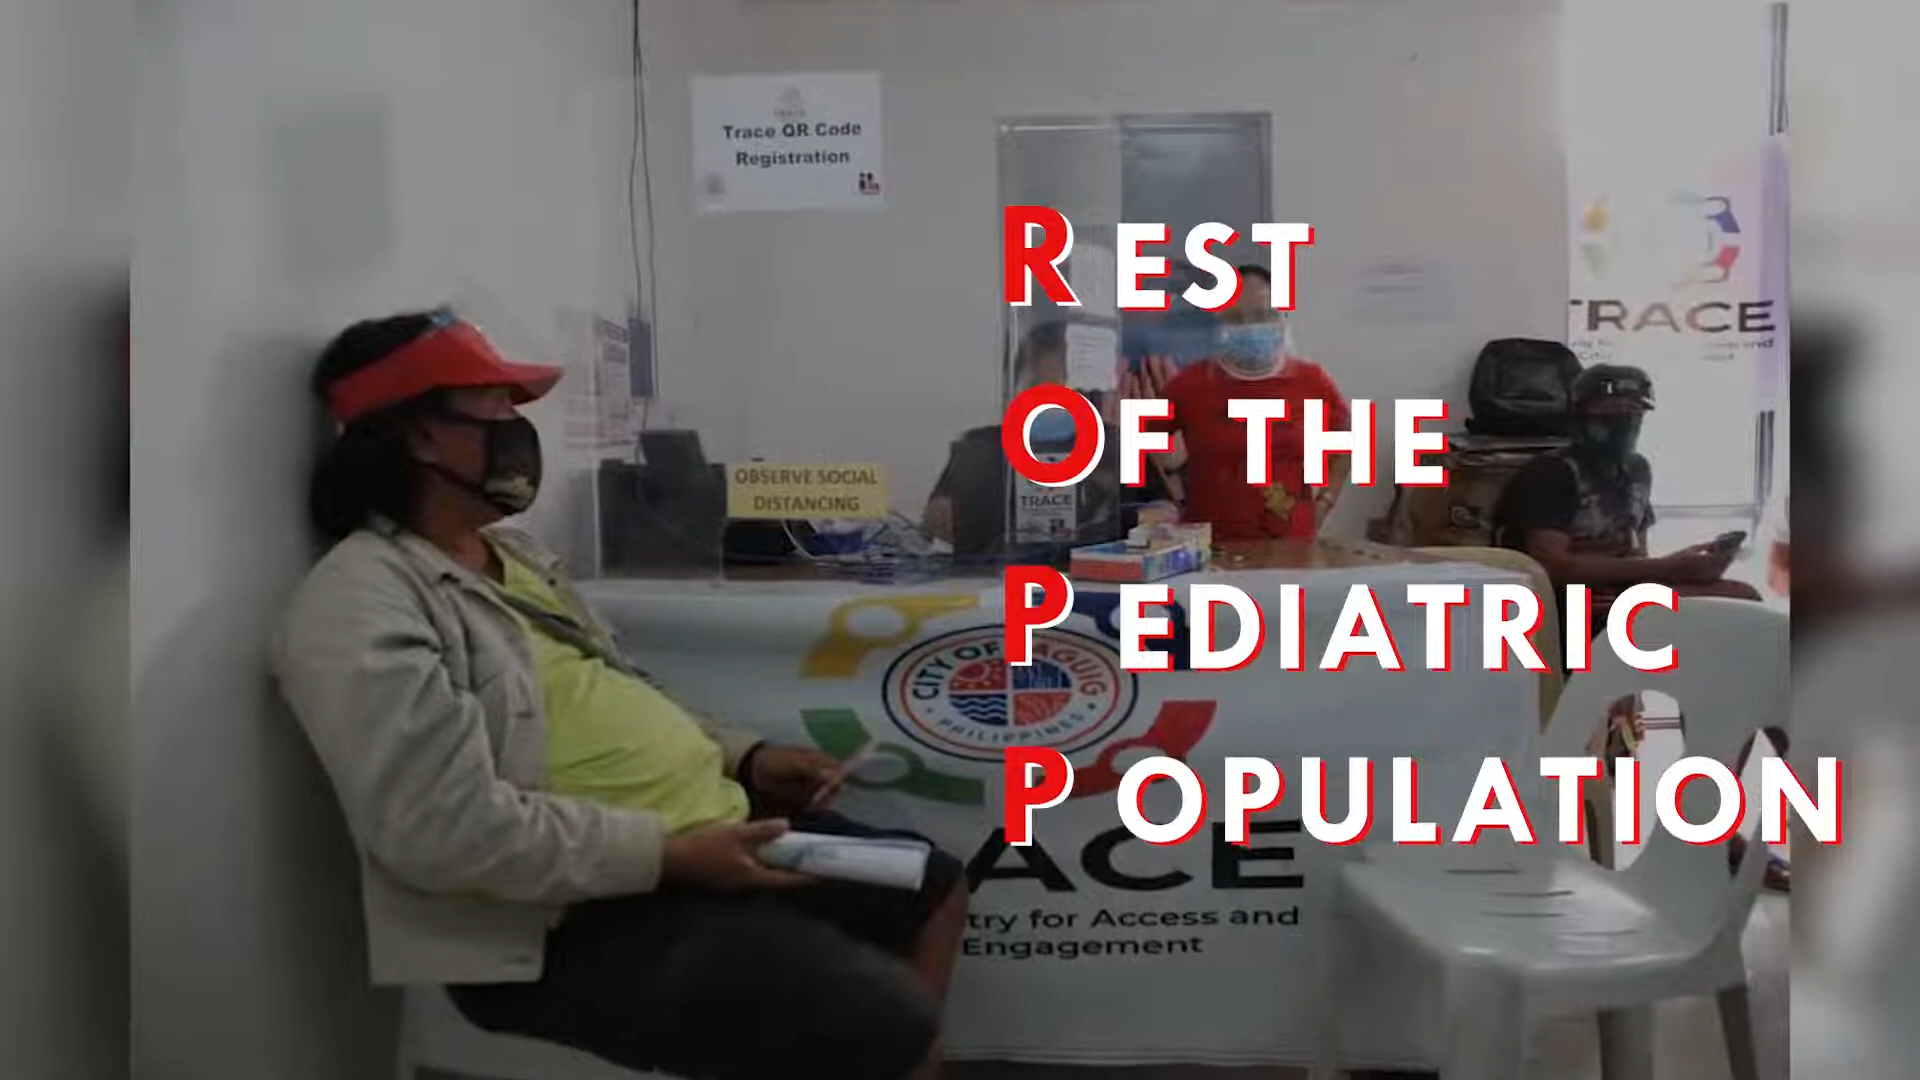 Trace QR Code
Registration
REST
OF THE
PEDIATRIC
POPULATION
TRACE
OBSERVE SOCIAL
DISTANCING
TRACE
CITY OF TAGUIG
PHILIPPINES
ACE
try for Access and
Engagement